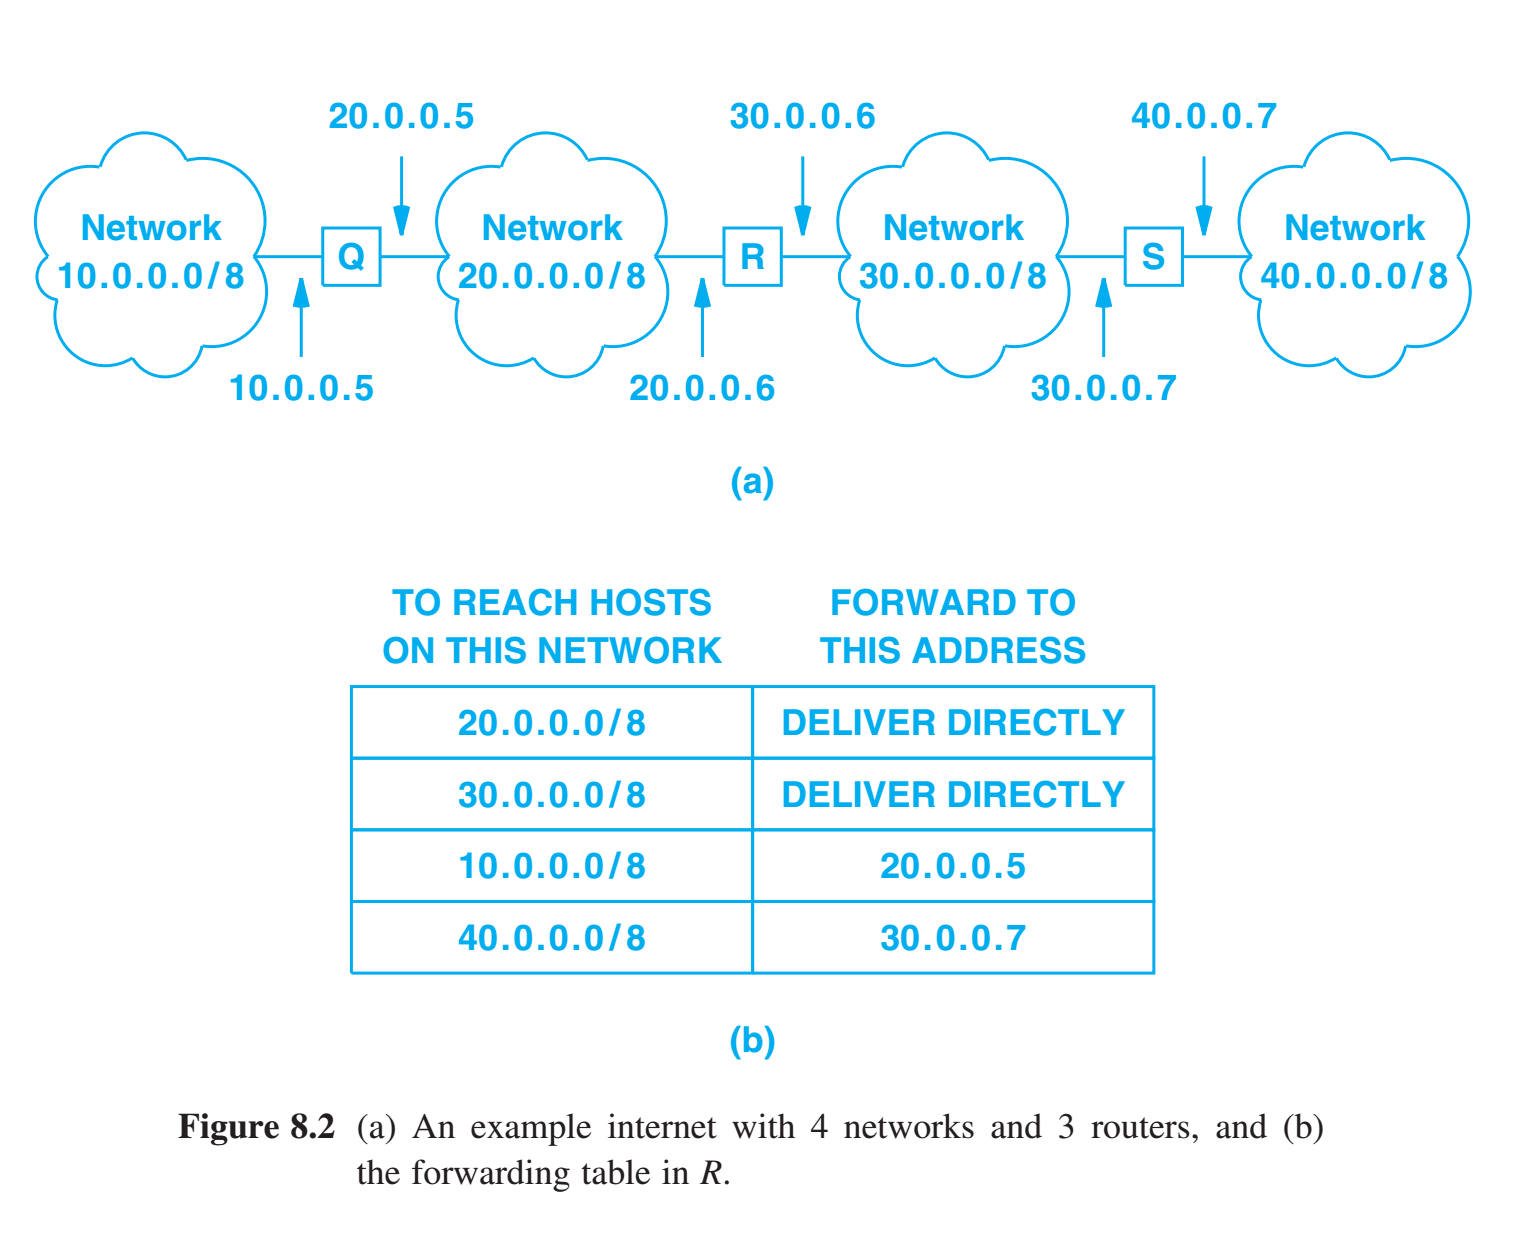 20.0.0.5
30.0.0.6
40.0.0.7
Network
10.0.0.0/8
Q
Network
20.0.0.0/8
R
Network
30.0.0.0/8
S
Network
40.0.0.0/8
10.0.0.5
20.0.0.6
30.0.0.7
(a)
TO REACH HOSTS
ON THIS NETWORK
FORWARD TO
THIS ADDRESS
20.0.0.0/8 DELIVER DIRECTLY
30.0.0.0/8 DELIVER DIRECTLY
10.0.0.0/8 20.0.0.5
40.0.0.0/8 30.0.0.7
(b)
Figure 8.2 (a) An example internet with 4 networks and 3 routers, and (b)
the forwarding table in R.